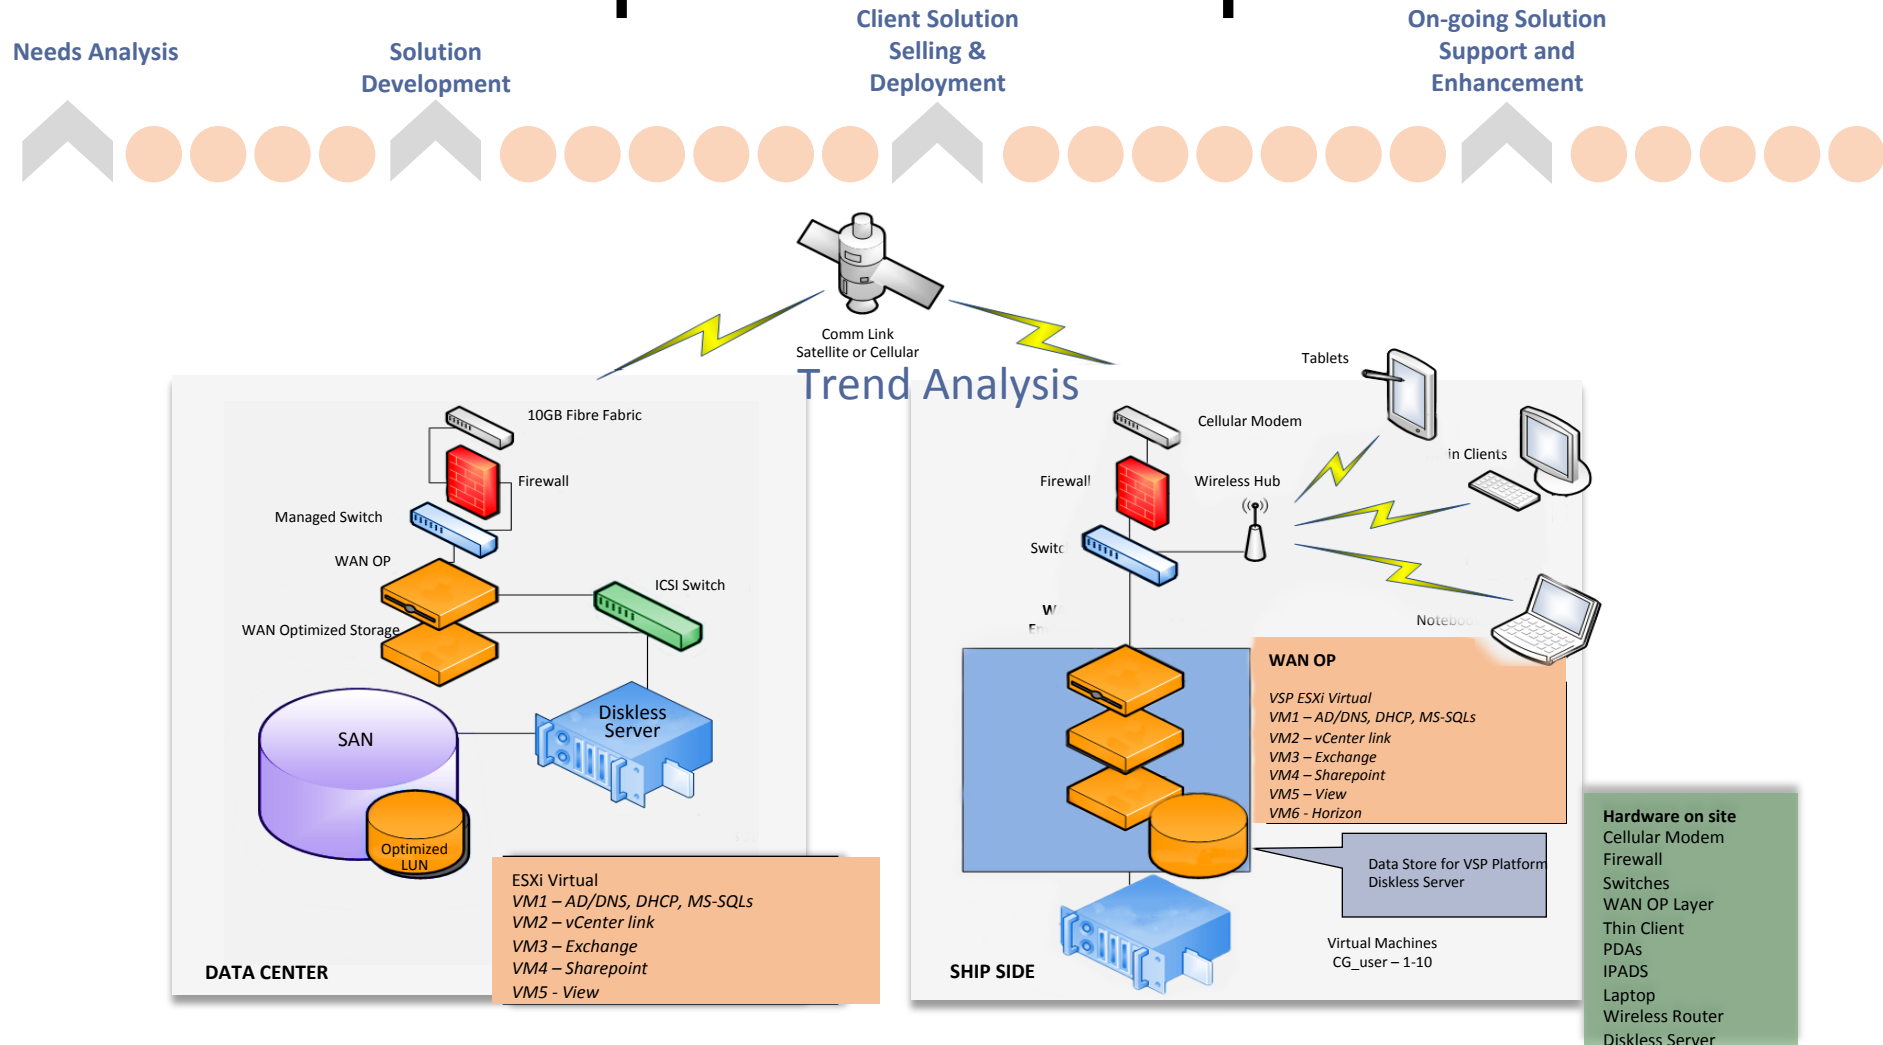 Needs Analysis
Solution
Development
Client Solution
Selling &
Deployment
On-going Solution
Support and
Enhancement
Comm Link
Satellite or Cellular
Trend Analysis
10GB Fibre Fabric
Firewall
Managed Switch
WAN OP
ICSI Switch
WAN Optimized Storage
Diskless
Server
SAN
Optimized
LUN
ESXi Virtual
VM1 – AD/DNS, DHCP, MS-SQLs
VM2 – vCenter link
VM3 – Exchange
VM4 – Sharepoint
VM5 - View
DATA CENTER
Tablets
Cellular Modem
in Clients
Firewall
Wireless Hub
Switc
W
En
Notebo
WAN OP
VSP ESXi Virtual
VM1 – AD/DNS, DHCP, MS-SQLs
VM2 – vCenter link
VM3 – Exchange
VM4 – Sharepoint
VM5 – View
VM6 - Horizon
Data Store for VSP Platform
Diskless Server
Virtual Machines
CG_user – 1-10
SHIP SIDE
Hardware on site
Cellular Modem
Firewall
Switches
WAN OP Layer
Thin Client
PDAs
IPADS
Laptop
Wireless Router
Diskless Server